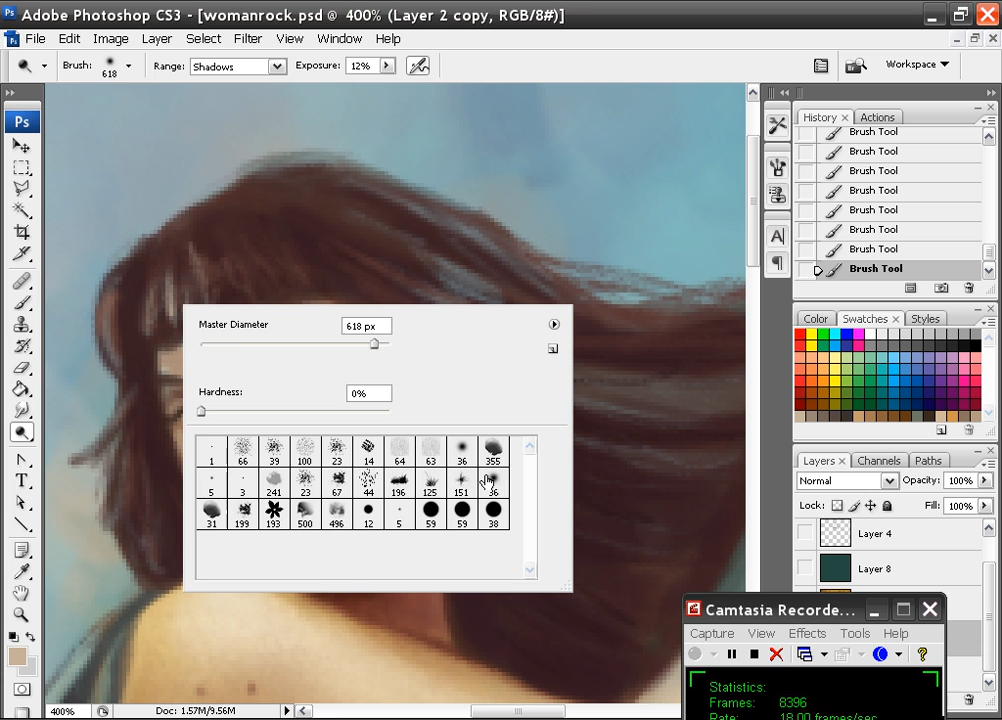 Ps Adobe Photoshop CS3 - [womanrock.psd @ 400% (Layer 2 copy, RGB/8#)]
Ps File Edit Image Layer Select Filter View Window Help
Brush: 618 Range: Shadows Exposure: 12% Workspace
Ps
History Actions
Brush Tool
Brush Tool
Brush Tool
Brush Tool
Brush Tool
Brush Tool
Brush Tool
Brush Tool
A
T
Color Swatches Styles
Master Diameter 618 px
Hardness: 0%
1 66 39 100 23 14 64 63 36 355
5 3 241 23 67 44 196 125 151 36
31 199 193 500 496 12 5 59 59 38
Layers Channels Paths
Normal Opacity: 100%
Lock: Fill: 100%
Layer 4
Layer 8
Camtasia Recorde...
Capture View Effects Tools Help
Statistics:
Frames: 8396
Rate: 18.00 frames/sec
400% Doc: 1.57M/9.56M